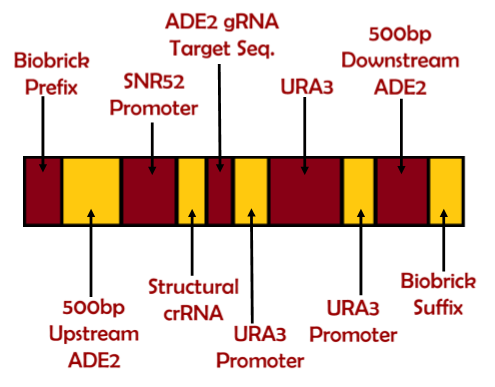 Biobrick
Prefix
SNR52
Promoter
ADE2 gRNA
Target Seq.
URA3
500bp
Downstream
ADE2
500bp
Upstream
ADE2
Structural
crRNA
URA3
Promoter
URA3
Promoter
Biobrick
Suffix